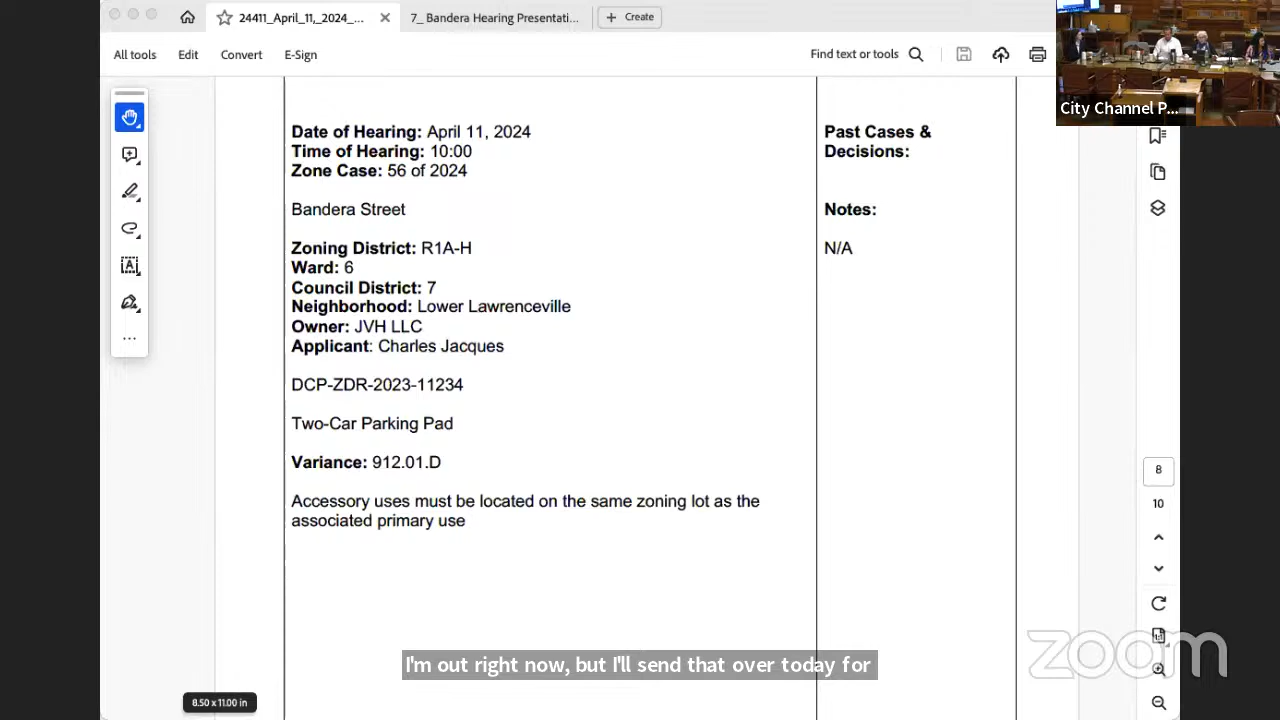 24411_April_11,_2024_...
7_ Bandera Hearing Presentati...
Create
All tools
Edit
Convert
E-Sign
Find text or tools
City Channel P...
Date of Hearing: April 11, 2024
Time of Hearing: 10:00
Zone Case: 56 of 2024
Bandera Street
Zoning District: R1A-H
Ward: 6
Council District: 7
Neighborhood: Lower Lawrenceville
Owner: JVH LLC
Applicant: Charles Jacques
DCP-ZDR-2023-11234
Two-Car Parking Pad
Variance: 912.01.D
Accessory uses must be located on the same zoning lot as the
associated primary use
Past Cases &
Decisions:
Notes:
N/A
8
10
I'm out right now, but I'll send that over today for
zoom
8.50 x 11.00 in